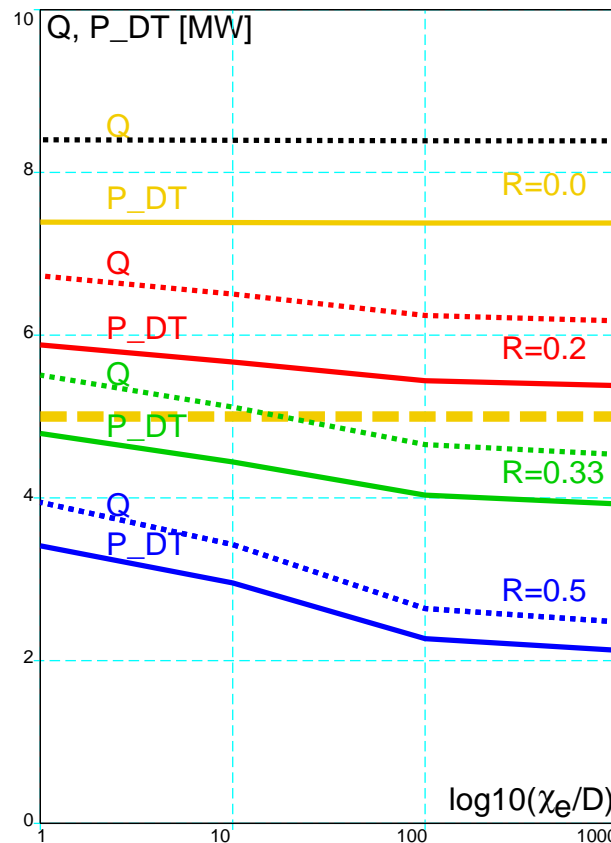 10
Q, P_DT [MW]
Q
8
R=0.0
P_DT
Q
6
P_DT
R=0.2
Q
P_DT
R=0.33
4
Q
P_DT
R=0.5
2
log10(χe/D)
0
1
10
100
1000